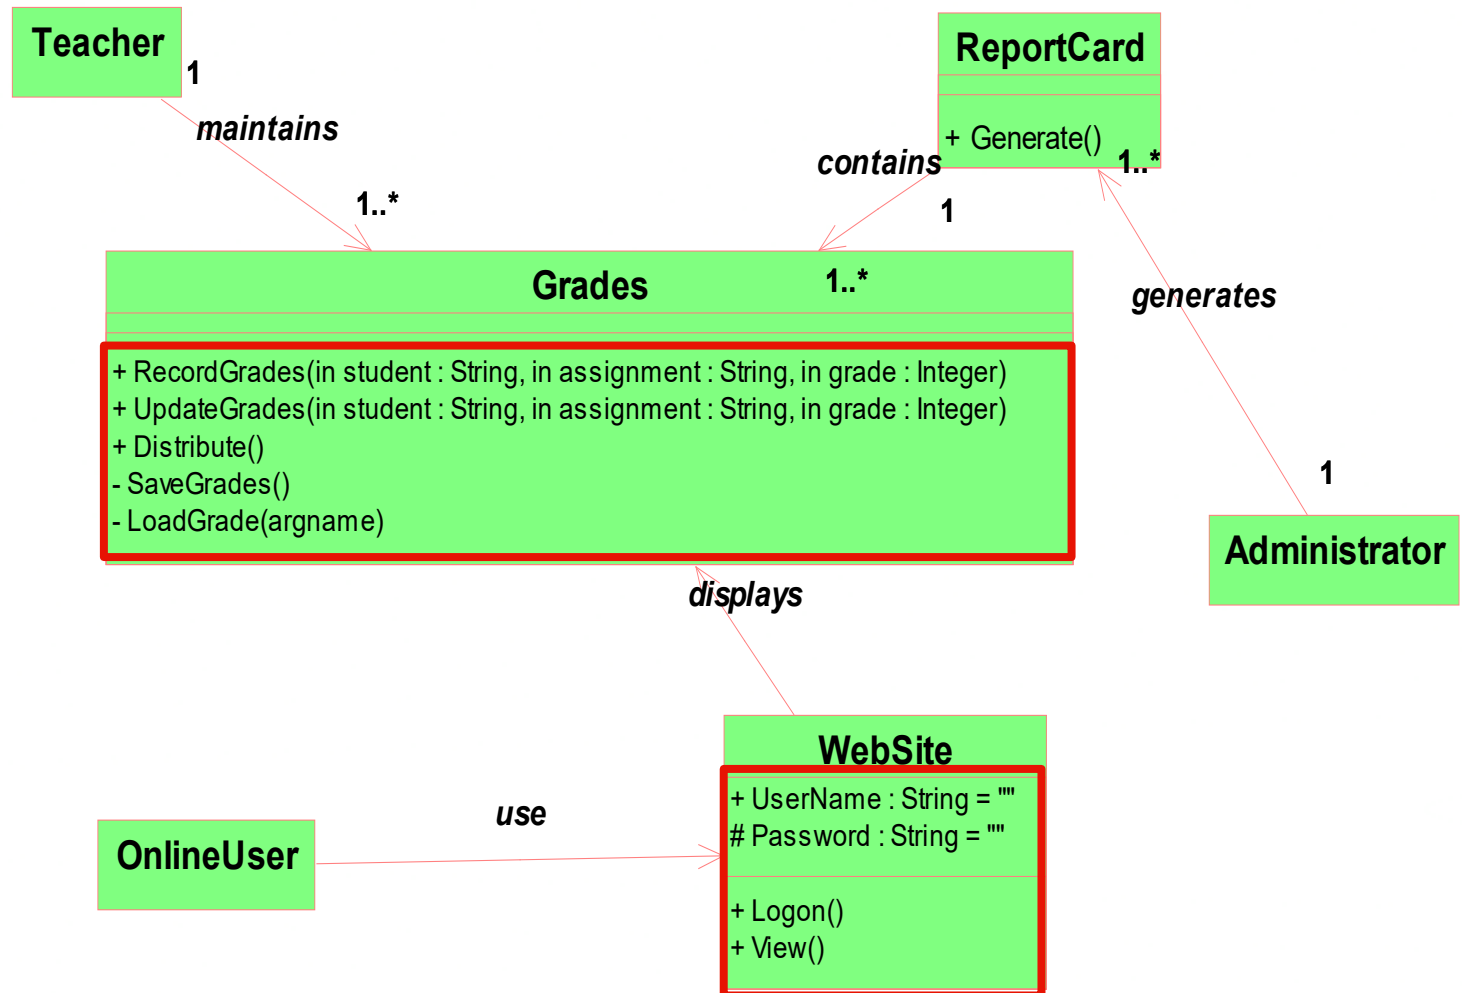 Teacher
1
maintains
1..*
ReportCard
+ Generate()
1..*
contains
1
generates
1
Administrator
Grades
1..*
+ RecordGrades(in student : String, in assignment : String, in grade : Integer)
+ UpdateGrades(in student : String, in assignment : String, in grade : Integer)
+ Distribute()
- SaveGrades()
- LoadGrade(argname)
displays
WebSite
+ UserName : String = ""
# Password : String = ""
+ Logon()
+ View()
use
OnlineUser